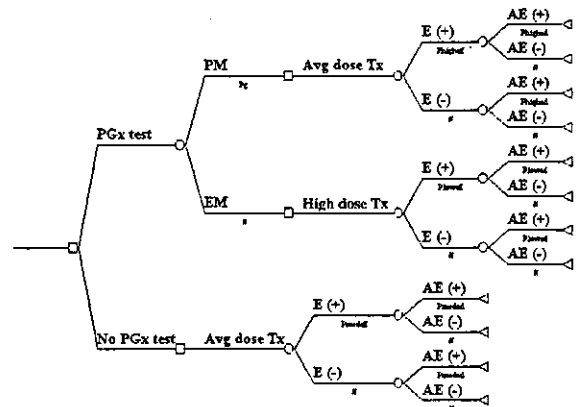 AE (+)
E (+)
AE (-)
#
PM
Avg dose Tx
AE (+)
E (-)
#
AE (-)
#
PGx test
AE (+)
E (+)
AE (-)
#
EM
#
High dose Tx
AE (+)
E (-)
#
AE (-)
#
AE (+)
E (+)
AE (-)
#
No PGx test
Avg dose Tx
AE (+)
E (-)
#
AE (-)
#